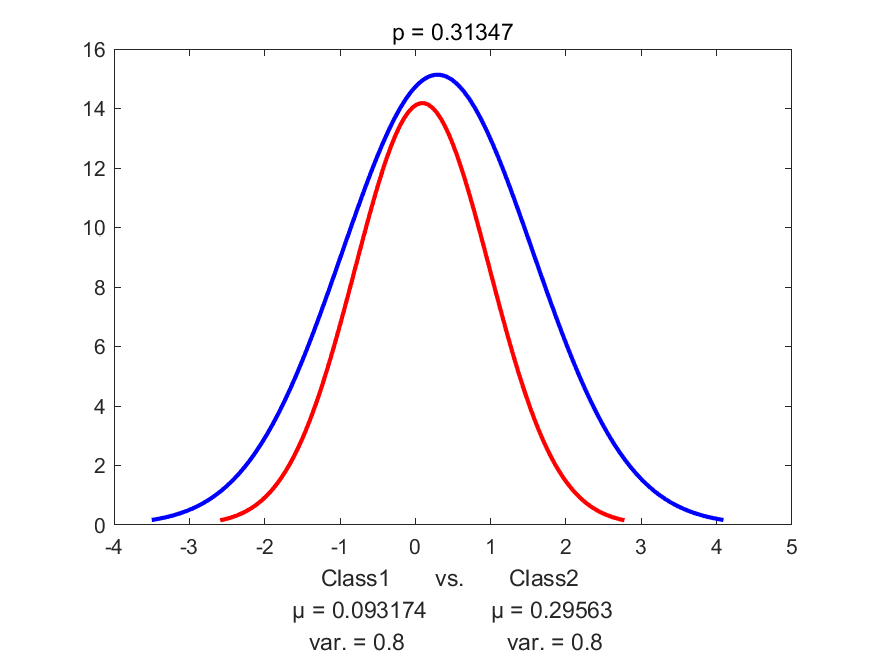 p = 0.31347
16
14
12
10
8
6
4
2
0
-4 -3 -2 -1 0 1 2 3 4 5
Class1 vs. Class2
μ = 0.093174 μ = 0.29563
var. = 0.8 var. = 0.8